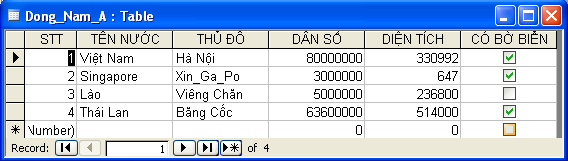 Dong_Nam_A : Table
STT TÊN NƯỚC THỦ ĐÔ DÂN SỐ DIỆN TÍCH CÓ BỜ BIỂN
1 Việt Nam Hà Nội 80000000 330992
2 Singapore Xin_Ga_Po 3000000 647
3 Lào Viêng Chăn 5000000 236800
4 Thái Lan Băng Cốc 63600000 514000
Number) 0 0
Record: 1 of 4